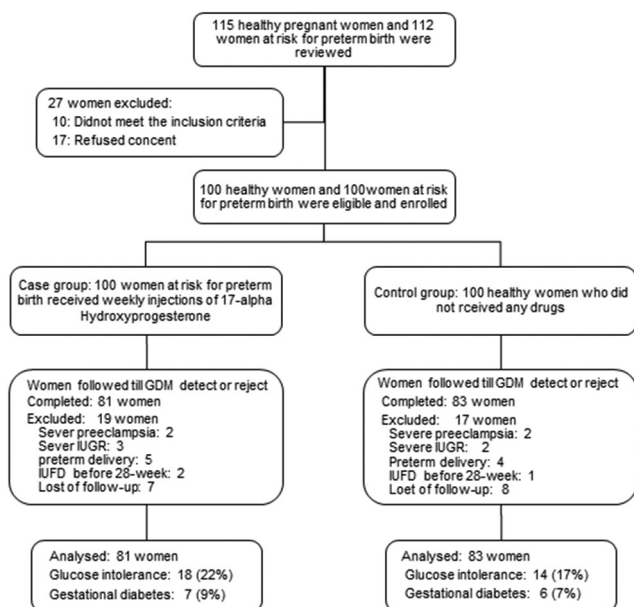 115 healthy pregnant women and 112
women at risk for preterm birth were
reviewed
27 women excluded:
10: Didnot meet the inclusion criteria
17: Refused concent
100 healthy women and 100women at risk
for preterm birth were eligible and enrolled
Case group: 100 women at risk for preterm
birth received weekly injections of 17-alpha
Hydroxyprogesterone
Control group: 100 healthy women who did
not rceived any drugs
Women followed till GDM detect or reject
Completed: 81 women
Excluded: 19 women
Sever preeclampsia: 2
Sever IUGR: 3
preterm delivery: 5
IUFD before 28-week: 2
Lost of follow-up: 7
Women followed till GDM detect or reject
Completed: 83 women
Excluded: 17 women
Severe preeclampsia: 2
Severe IUGR: 2
Preterm delivery: 4
IUFD before 28-week: 1
Loet of follow-up: 8
Analysed: 81 women
Glucose intolerance: 18 (22%)
Gestational diabetes: 7 (9%)
Analysed: 83 women
Glucose intolerance: 14 (17%)
Gestational diabetes: 6 (7%)